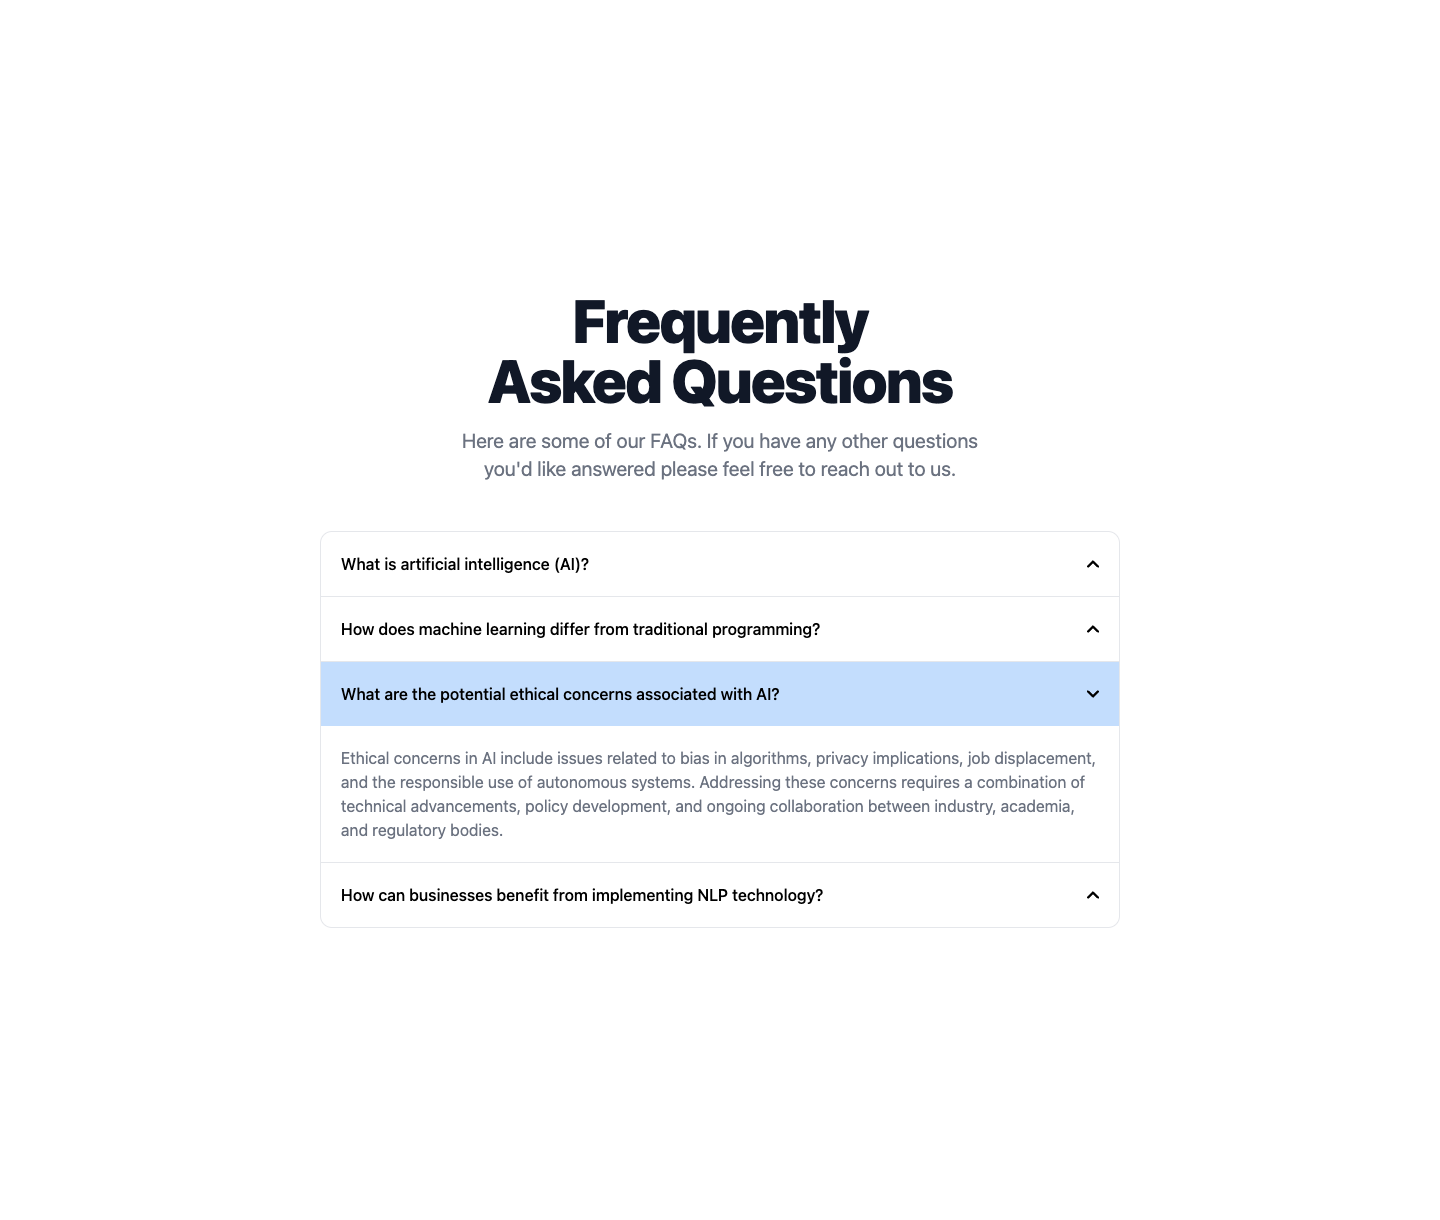 Frequently
Asked Questions
Here are some of our FAQs. If you have any other questions
you'd like answered please feel free to reach out to us.
What is artificial intelligence (AI)?
How does machine learning differ from traditional programming?
What are the potential ethical concerns associated with AI?
Ethical concerns in AI include issues related to bias in algorithms, privacy implications, job displacement,
and the responsible use of autonomous systems. Addressing these concerns requires a combination of
technical advancements, policy development, and ongoing collaboration between industry, academia,
and regulatory bodies.
How can businesses benefit from implementing NLP technology?